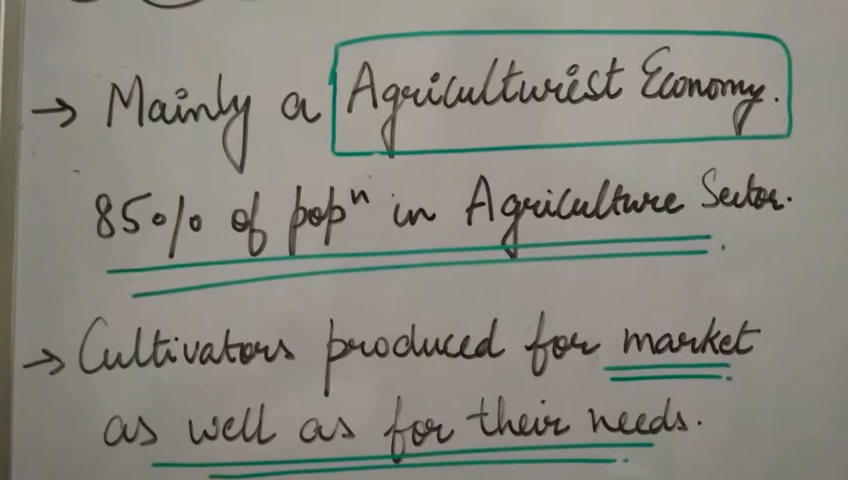 → Mainly a Agriculturist Economy.
85% of popⁿ in Agriculture Sector.
→ Cultivators produced for market
as well as for their needs.